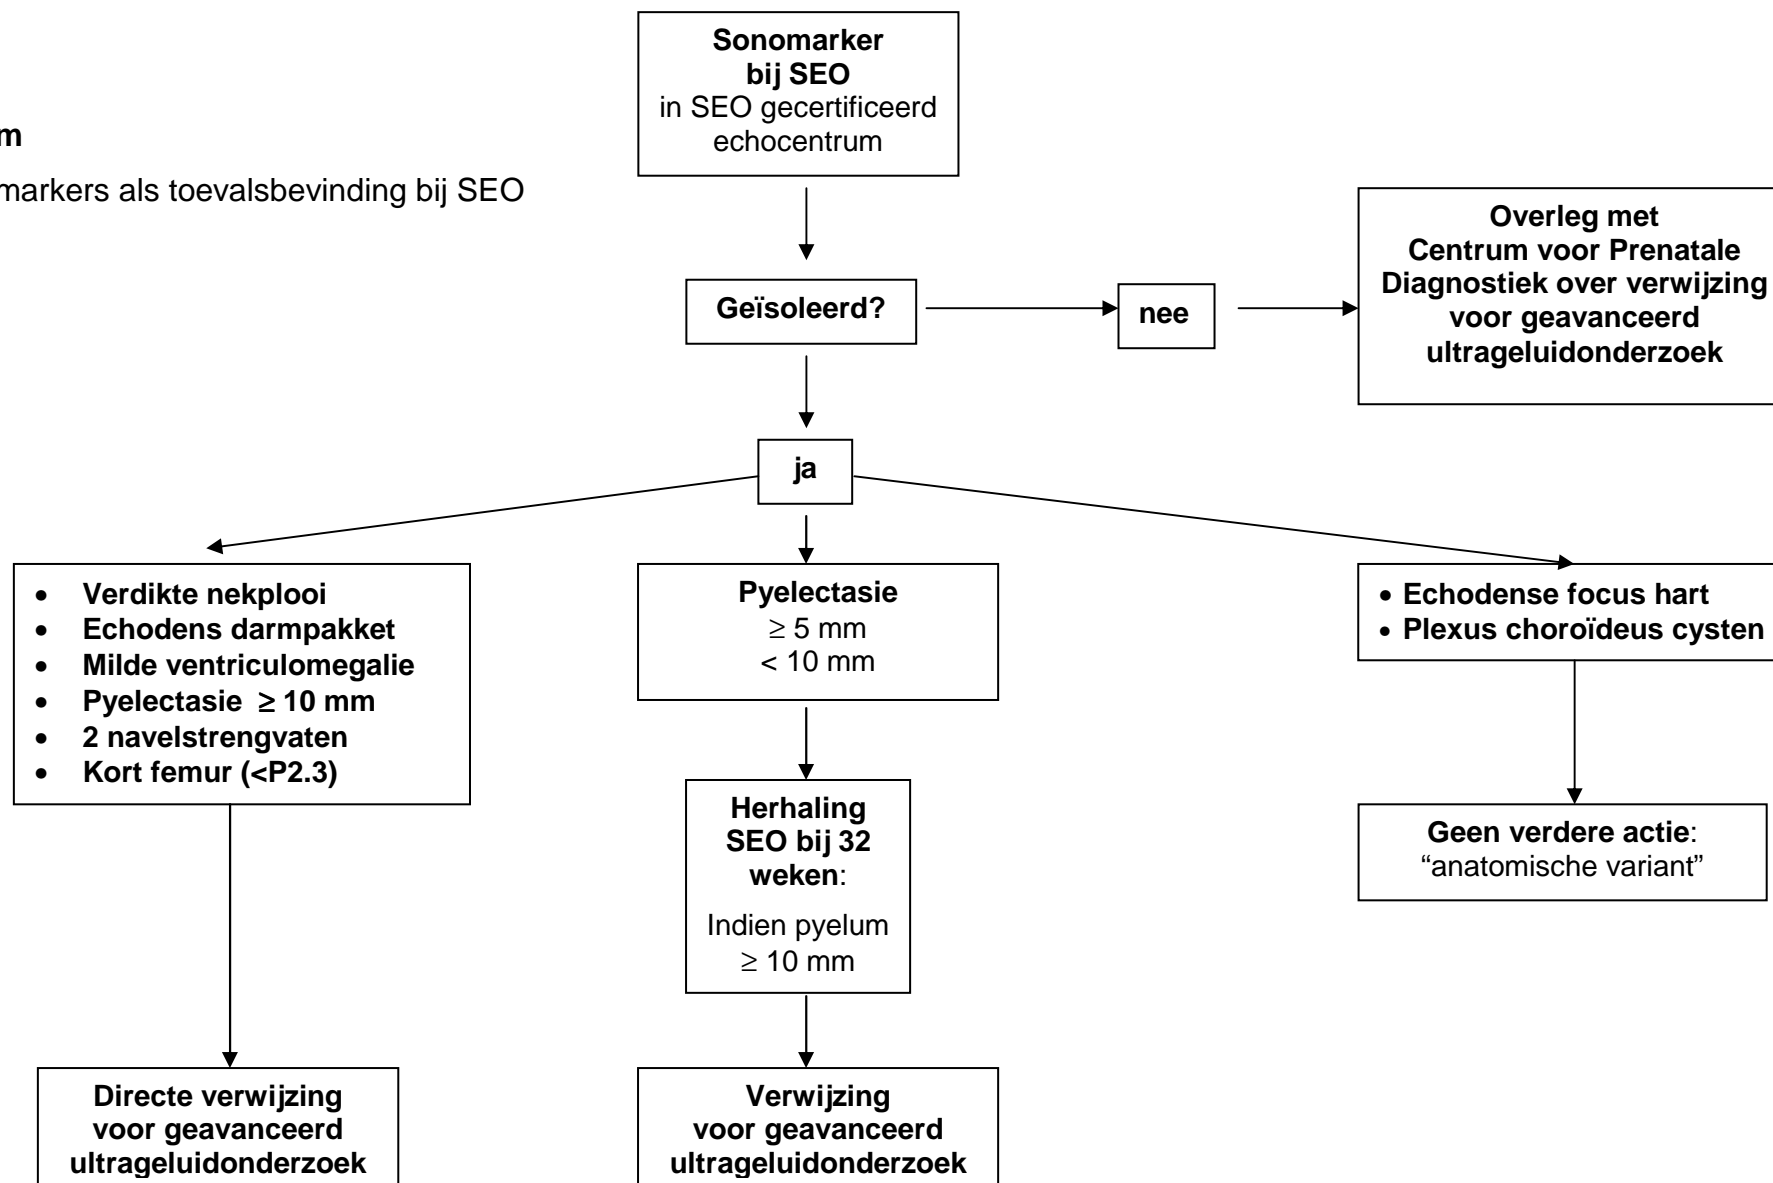 Sonomarker
bij SEO
in SEO gecertificeerd
echocentrum
m
markers als toevalsbevinding bij SEO
Overleg met
Centrum voor Prenatale
Diagnostiek over verwijzing
voor geavanceerd
ultrageluidonderzoek
Geïsoleerd?
nee
ja
• Verdikte nekplooi
• Echodens darmpakket
• Milde ventriculomegalie
• Pyelectasie ≥ 10 mm
• 2 navelstrengvaten
• Kort femur (<P2.3)
Pyelectasie
≥ 5 mm
< 10 mm
• Echodense focus hart
• Plexus choroïdeus cysten
Herhaling
SEO bij 32
weken:
Indien pyelum
≥ 10 mm
Geen verdere actie:
“anatomische variant”
Directe verwijzing
voor geavanceerd
ultrageluidonderzoek
Verwijzing
voor geavanceerd
ultrageluidonderzoek